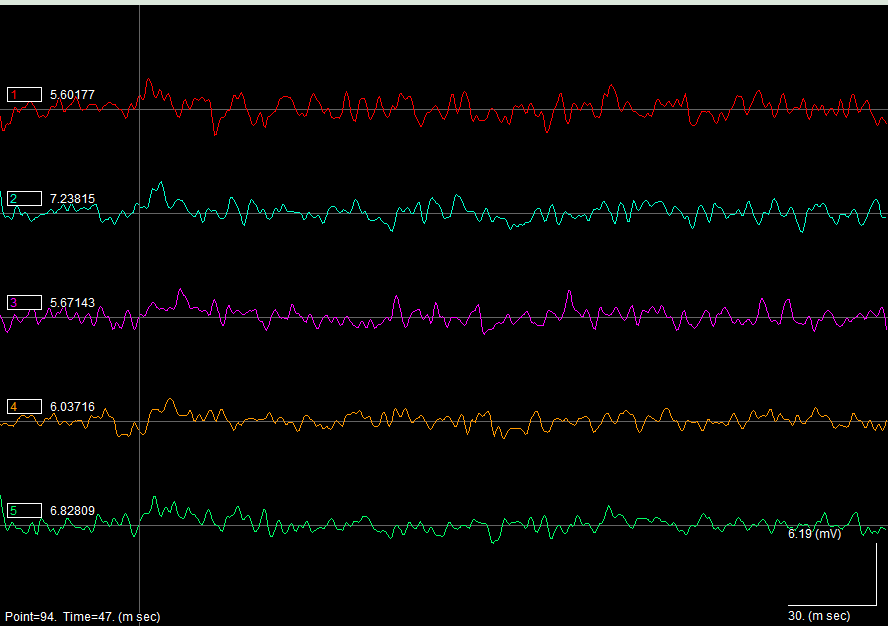 1 5.60177
2 7.23815
3 5.67143
4 6.03716
5 6.82809
6.19 (mV)
30. (m sec)
Point=94. Time=47. (m sec)